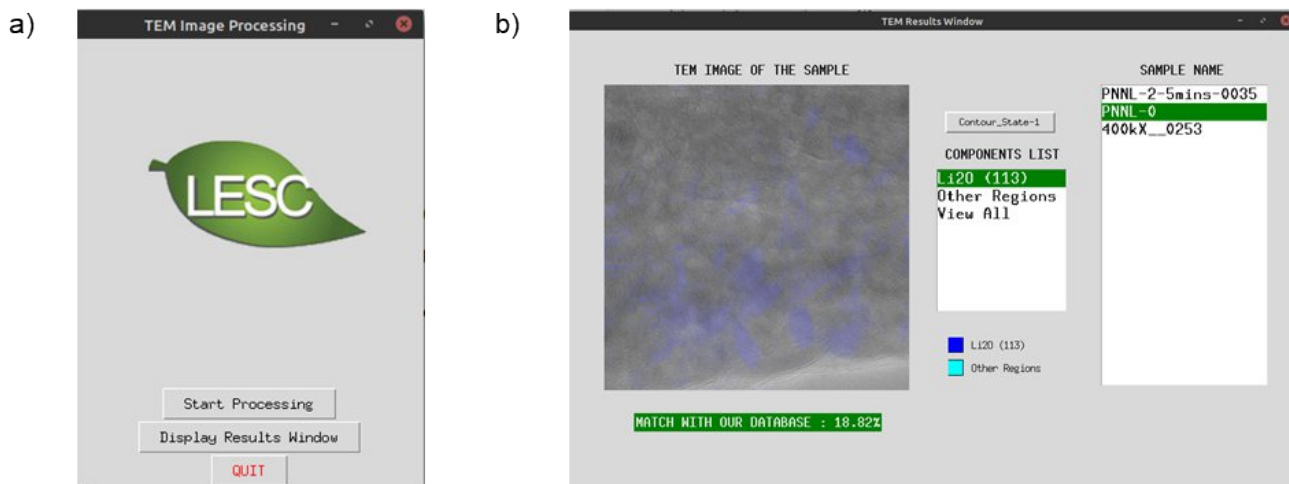 a)
TEM Image Processing
LESC
Start Processing
Display Results Window
QUIT
b)
TEM Results Window
TEM IMAGE OF THE SAMPLE
Contour_State-1
COMPONENTS LIST
Li2O (113)
Other Regions
View All
Li2O (113)
Other Regions
MATCH WITH OUR DATABASE : 18.82%
SAMPLE NAME
PNNL-2-5mins-0035
PNNL-0
400kX__0253